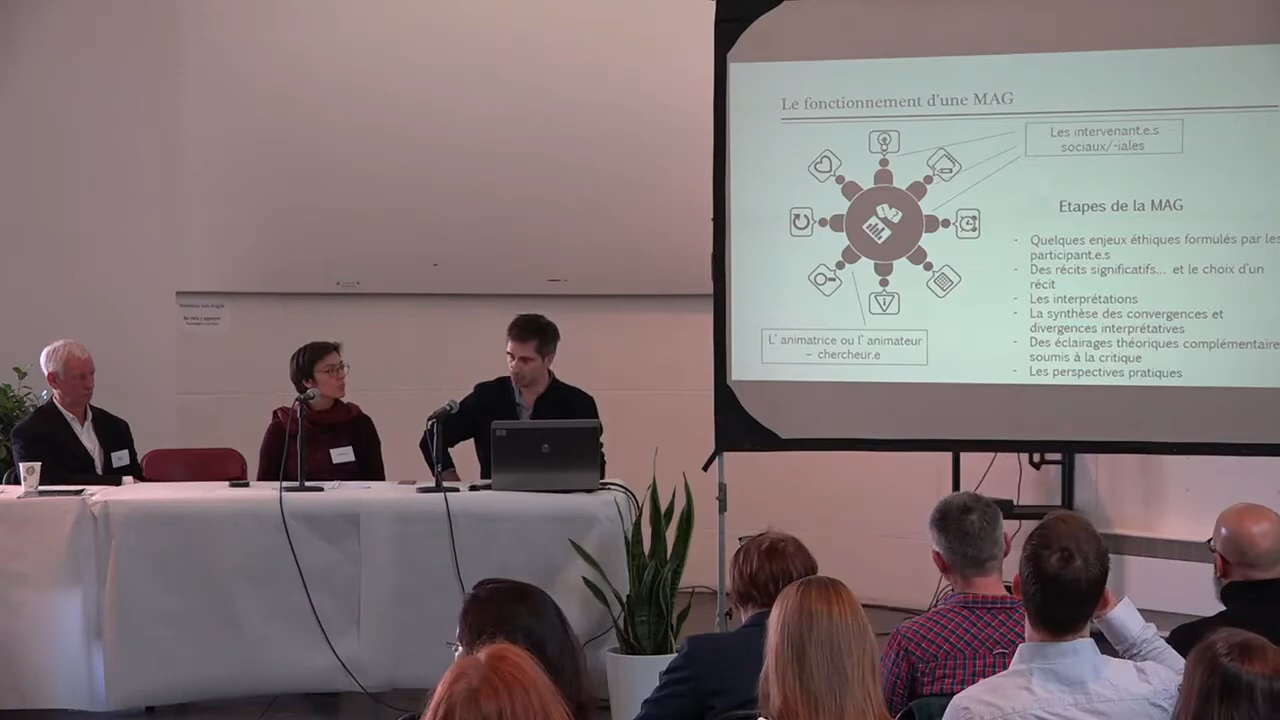 Le fonctionnement d'une MAG
Les intervenant.e.s
sociaux/-iales
Etapes de la MAG
- Quelques enjeux éthiques formulés par les
participant.e.s
- Des récits significatifs... et le choix d'un
récit
- Les interprétations
- La synthèse des convergences et
divergences interprétatives
- Des éclairages théoriques complémentaire
soumis à la critique
- Les perspectives pratiques
L' animatrice ou l' animateur
– chercheur.e
hp